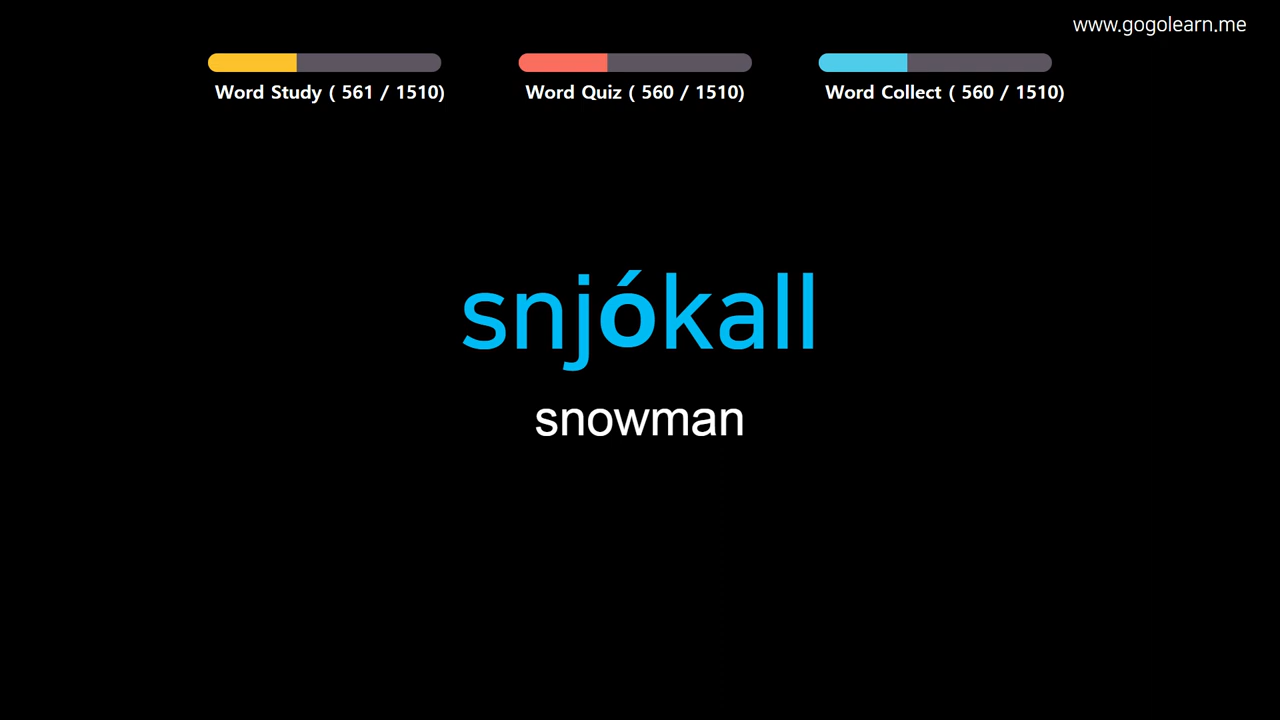 www.gogolearn.me
Word Study ( 561 / 1510)
Word Quiz ( 560 / 1510)
Word Collect ( 560 / 1510)
snjókall
snowman